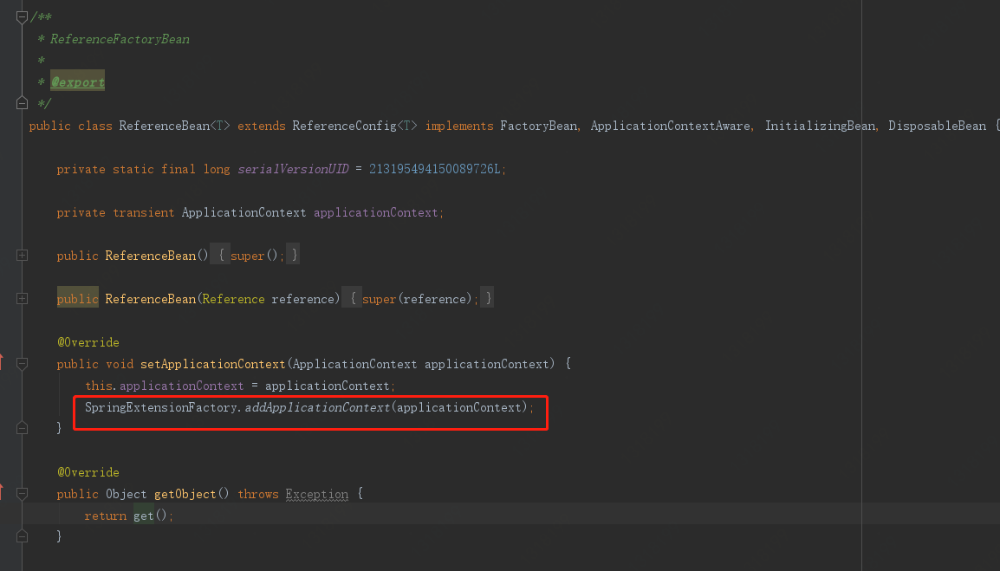 /**
 * ReferenceFactoryBean
 *
 * @export
 */
public class ReferenceBean<T> extends ReferenceConfig<T> implements FactoryBean, ApplicationContextAware, InitializingBean, DisposableBean {
private static final long serialVersionUID = 213195494150089726L;
private transient ApplicationContext applicationContext;
public ReferenceBean() { super(); }
public ReferenceBean(Reference reference) { super(reference); }
@Override
public void setApplicationContext(ApplicationContext applicationContext) {
this.applicationContext = applicationContext;
SpringExtensionFactory.addApplicationContext(applicationContext);
}
@Override
public Object getObject() throws Exception {
return get();
}